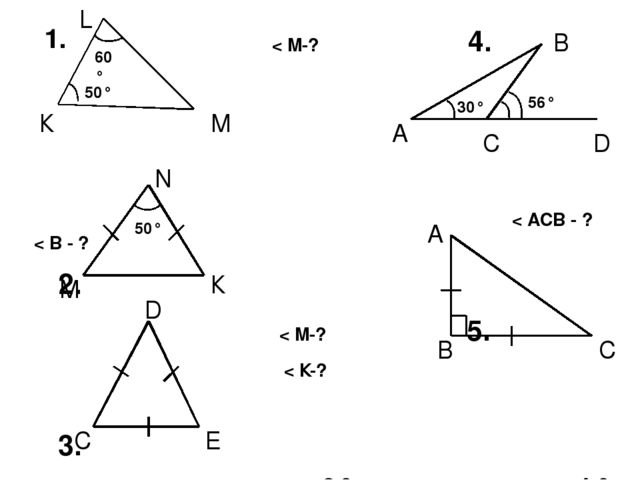 1.
L
60
°
50°
K
M
< M-?
4.
B
30°
56°
A
C
D
N
50°
< B - ?
2.
M
K
< ACB - ?
A
5.
B
C
D
< M-?
< K-?
3.
C
E